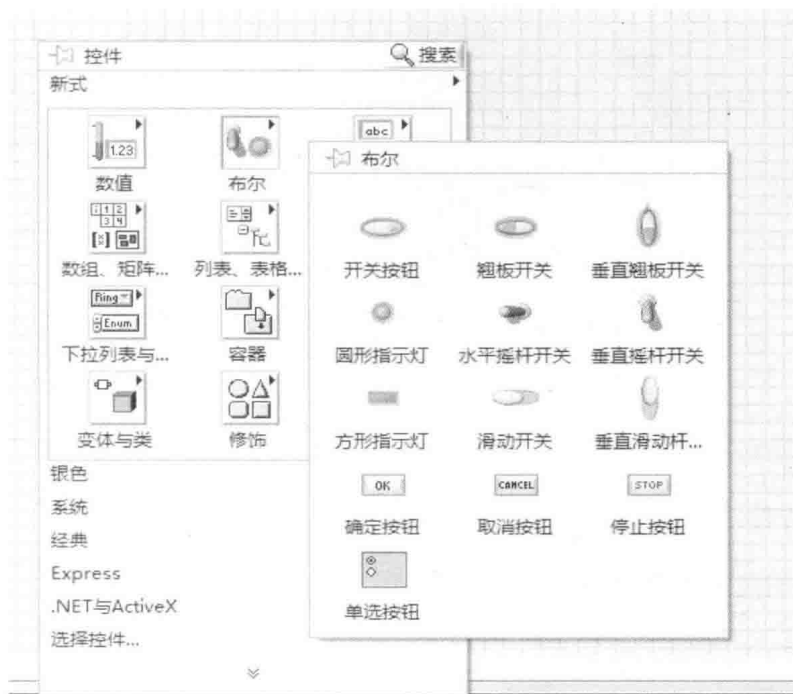 控件
搜索
新式
1.23
abc
数值
布尔
布尔
1 2
3 4
数组、矩阵...
列表、表格...
开关按钮
翘板开关
垂直翘板开关
Ring
Enum
下拉列表与...
容器
圆形指示灯
水平摇杆开关
垂直摇杆开关
变体与类
修饰
方形指示灯
滑动开关
垂直滑动杆...
银色
OK
CANCEL
STOP
系统
确定按钮
取消按钮
停止按钮
经典
Express
.NET与ActiveX
单选按钮
选择控件...